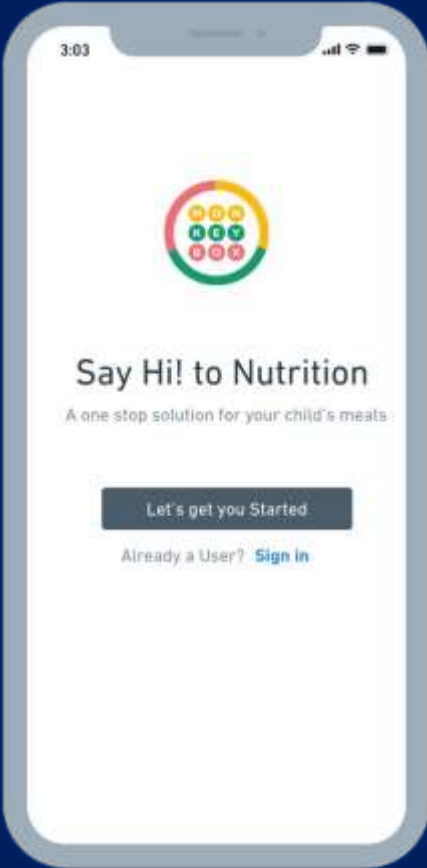 3:03
MON
KEY
BOX
Say Hi! to Nutrition
A one stop solution for your child's meals
Let's get you Started
Already a User? Sign in